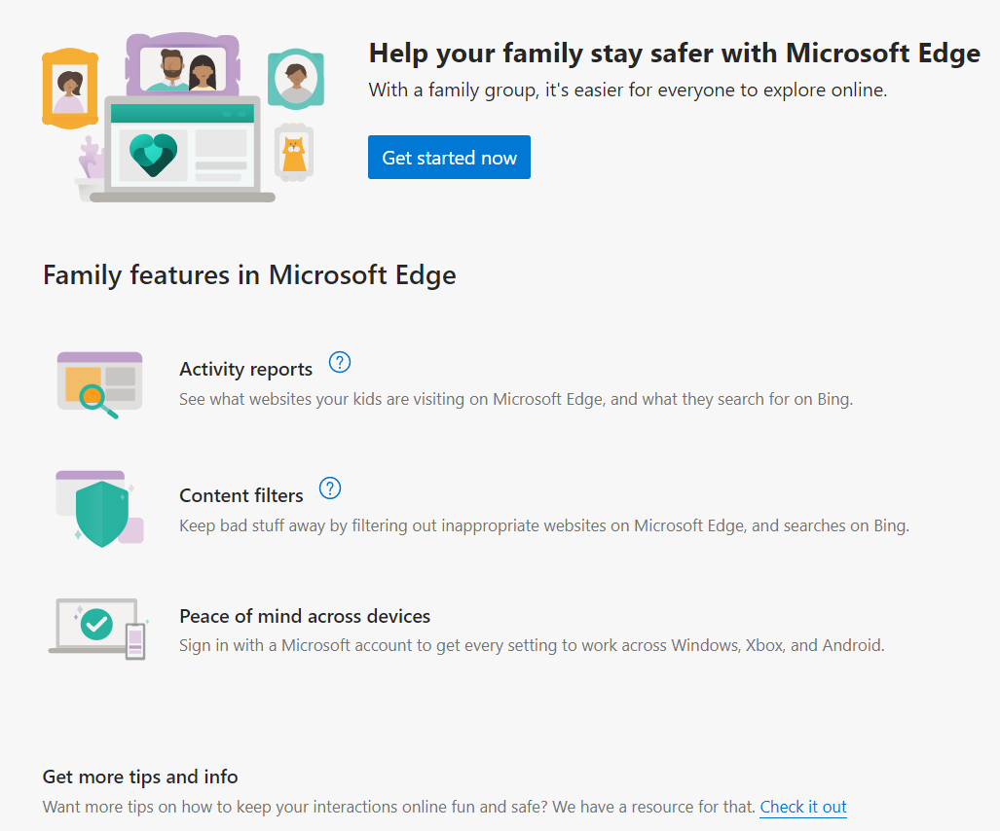 Help your family stay safer with Microsoft Edge
With a family group, it's easier for everyone to explore online.
Get started now
Family features in Microsoft Edge
Activity reports ?
See what websites your kids are visiting on Microsoft Edge, and what they search for on Bing.
Content filters ?
Keep bad stuff away by filtering out inappropriate websites on Microsoft Edge, and searches on Bing.
Peace of mind across devices
Sign in with a Microsoft account to get every setting to work across Windows, Xbox, and Android.
Get more tips and info
Want more tips on how to keep your interactions online fun and safe? We have a resource for that. Check it out